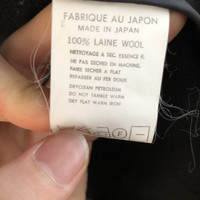 FABRIQUE AU JAPON
MADE IN JAPAN
100% LAINE WOOL
NETTOYAGE A SEC. ESSENCE E.
NE PAS SECHER EN MACHINE.
FAIRE SECHER A PLAT
REPASSER AU FER DOUX
DRYCLEAN PETROLEUM
DO NOT TUMBLE WARM
DRY FLAT WARM IRON